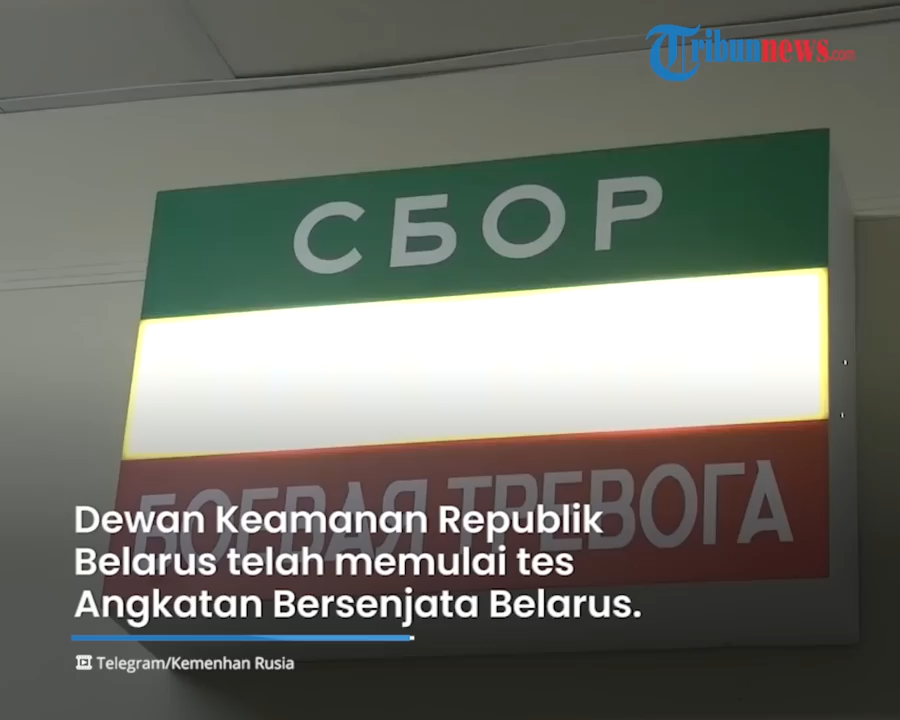 Tribunnews.com
СБОР
БОЕВАЯ ТРЕВОГА
Dewan Keamanan Republik
Belarus telah memulai tes
Angkatan Bersenjata Belarus.
Telegram/Kemenhan Rusia